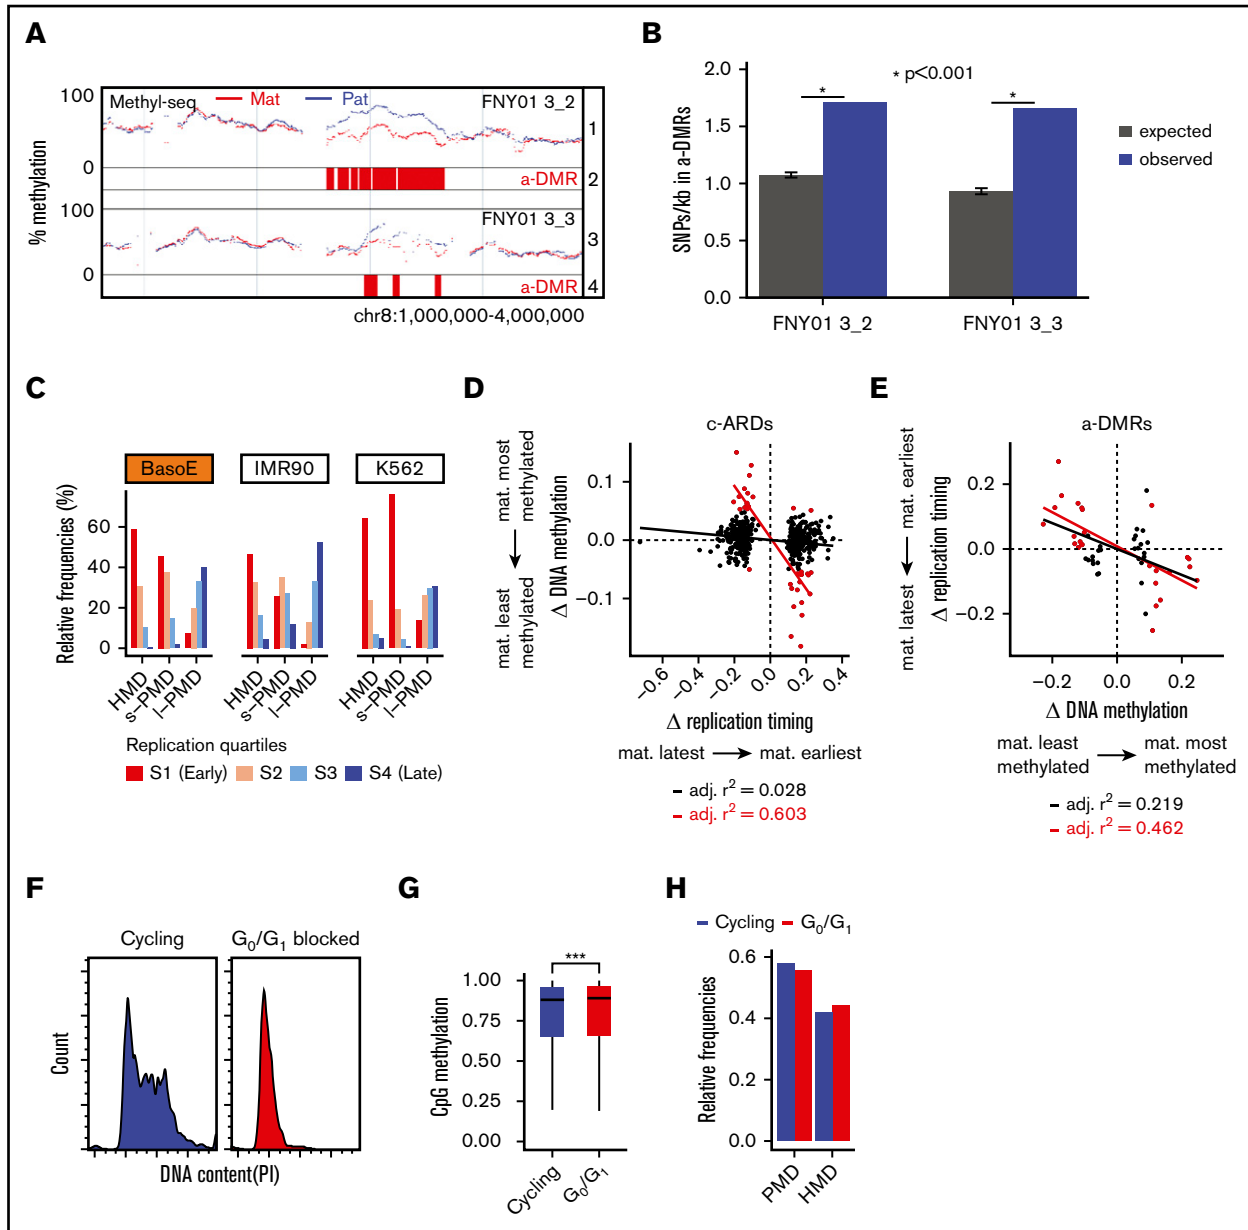 A
% methylation
100
0
100
0
Methyl-seq
Mat
Pat
FNY01 3_2
1
a-DMR
2
FNY01 3_3
3
a-DMR
4
chr8:1,000,000-4,000,000
B
SNPs/kb in a-DMRs
2.0
1.5
1.0
0.5
0.0
* p<0.001
*
*
expected
observed
FNY01 3_2
FNY01 3_3
C
BasoE
IMR90
K562
Relative frequencies (%)
60
40
20
0
HMD
s–PMD
l–PMD
HMD
s–PMD
l–PMD
HMD
s–PMD
l–PMD
Replication quartiles
S1 (Early)
S2
S3
S4 (Late)
D
c-ARDs
mat. least methylated
mat. most methylated
Δ DNA methylation
0.1
0.0
−0.1
−0.6
−0.4
−0.2
0.0
0.2
0.4
Δ replication timing
mat. latest
mat. earliest
adj. r² = 0.028
adj. r² = 0.603
E
a-DMRs
mat. latest
mat. earliest
Δ replication timing
0.2
0.0
−0.2
−0.2
0.0
0.2
Δ DNA methylation
mat. least methylated
mat. most methylated
adj. r² = 0.219
adj. r² = 0.462
F
Cycling
G₀/G₁ blocked
Count
DNA content(PI)
G
***
CpG methylation
1.00
0.75
0.50
0.25
0.00
Cycling
G₀/G₁
H
Cycling
G₀/G₁
Relative frequencies
0.6
0.4
0.2
0.0
PMD
HMD